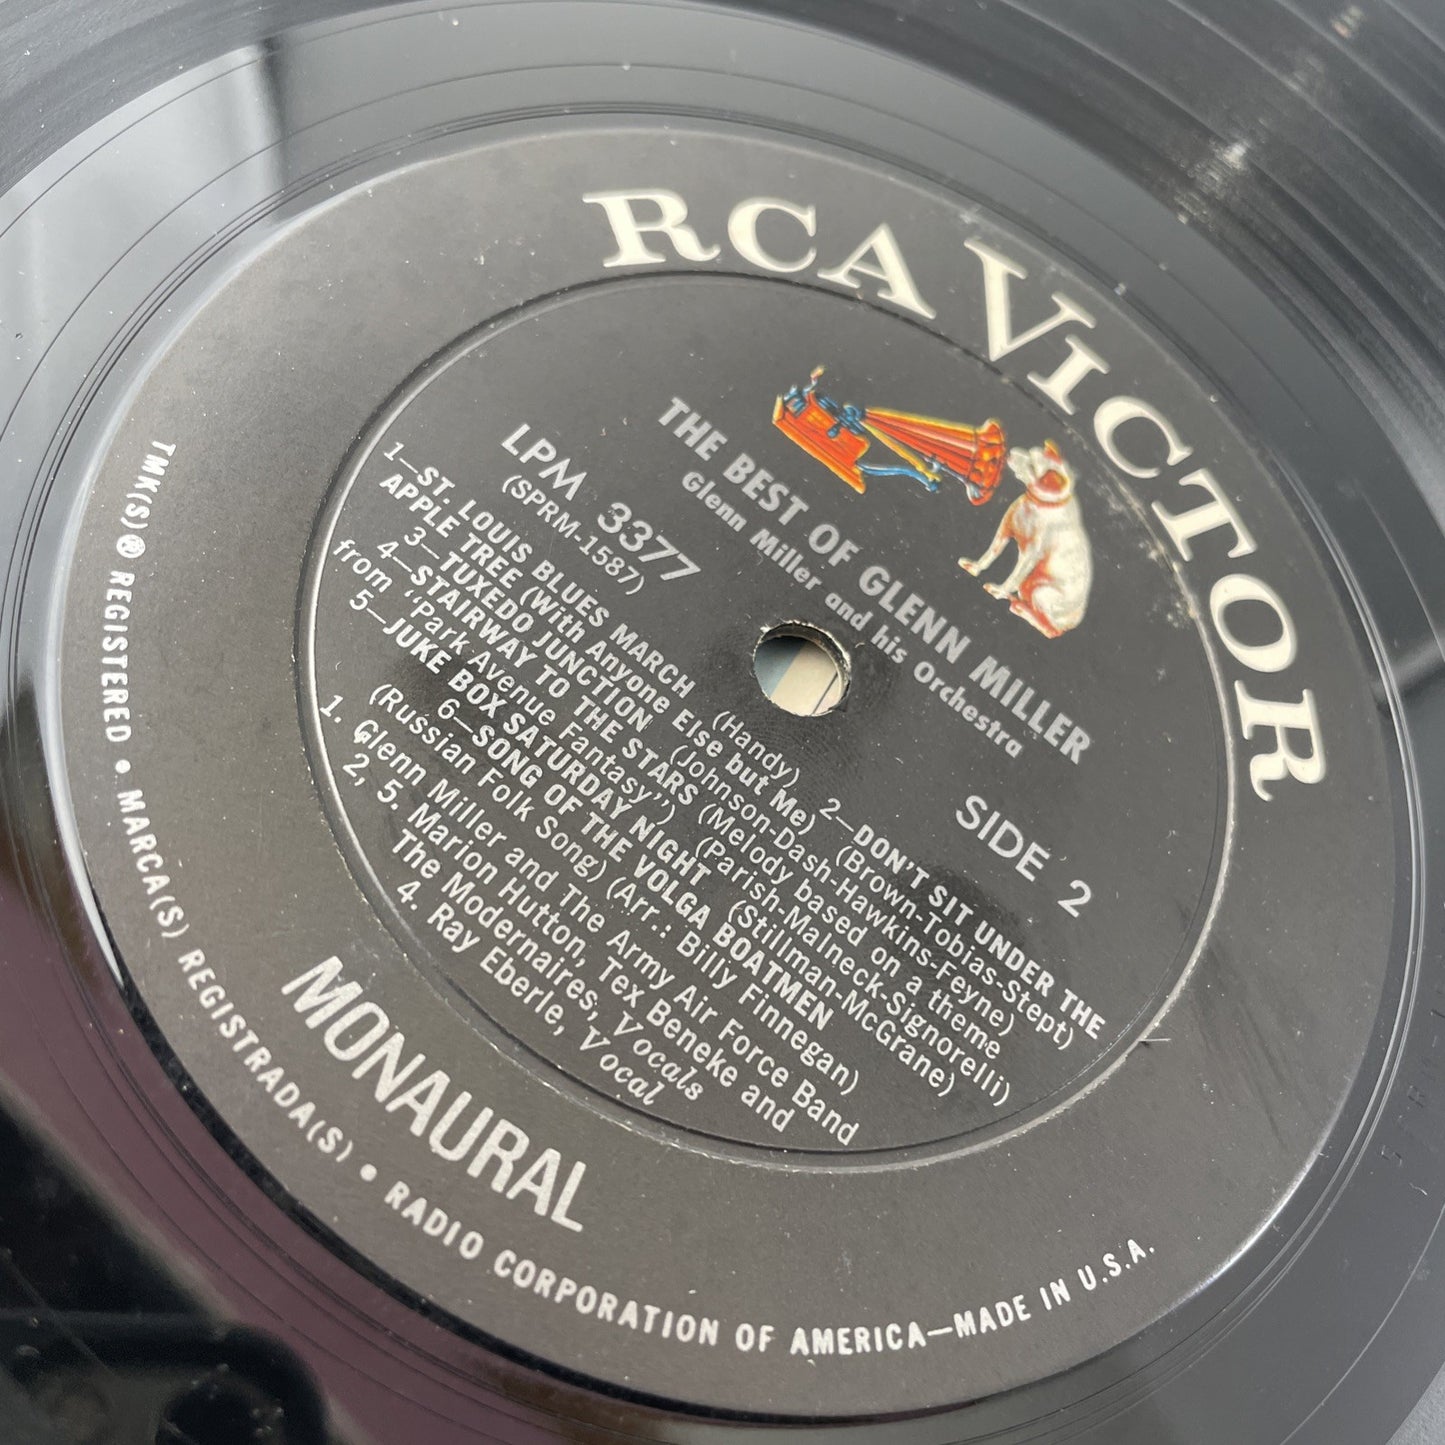 RCA VICTOR
THE BEST OF GLENN MILLER
Glenn Miller and his Orchestra
LPM 3377
(SPRM-1587)
SIDE 2
1—ST. LOUIS BLUES MARCH (Handy) 2—DON'T SIT UNDER THE
APPLE TREE (With Anyone Else but Me) (Brown-Tobias-Stept)
3—TUXEDO JUNCTION (Johnson-Dash-Hawkins-Feyne)
4—STAIRWAY TO THE STARS (Melody based on a theme
from "Park Avenue Fantasy") (Parish-Malneck-Signorelli)
5—JUKE BOX SATURDAY NIGHT (Stillman-McGrane)
6—SONG OF THE VOLGA BOATMEN
(Russian Folk Song) (Arr.: Billy Finnegan)
1. Glenn Miller and The Army Air Force Band
2, 5. Marion Hutton, Tex Beneke and
The Modernaires, Vocals
4. Ray Eberle, Vocal
MONAURAL
TMK(S) ® REGISTERED • MARCA(S) REGISTRADA(S) • RADIO CORPORATION OF AMERICA—MADE IN U.S.A.